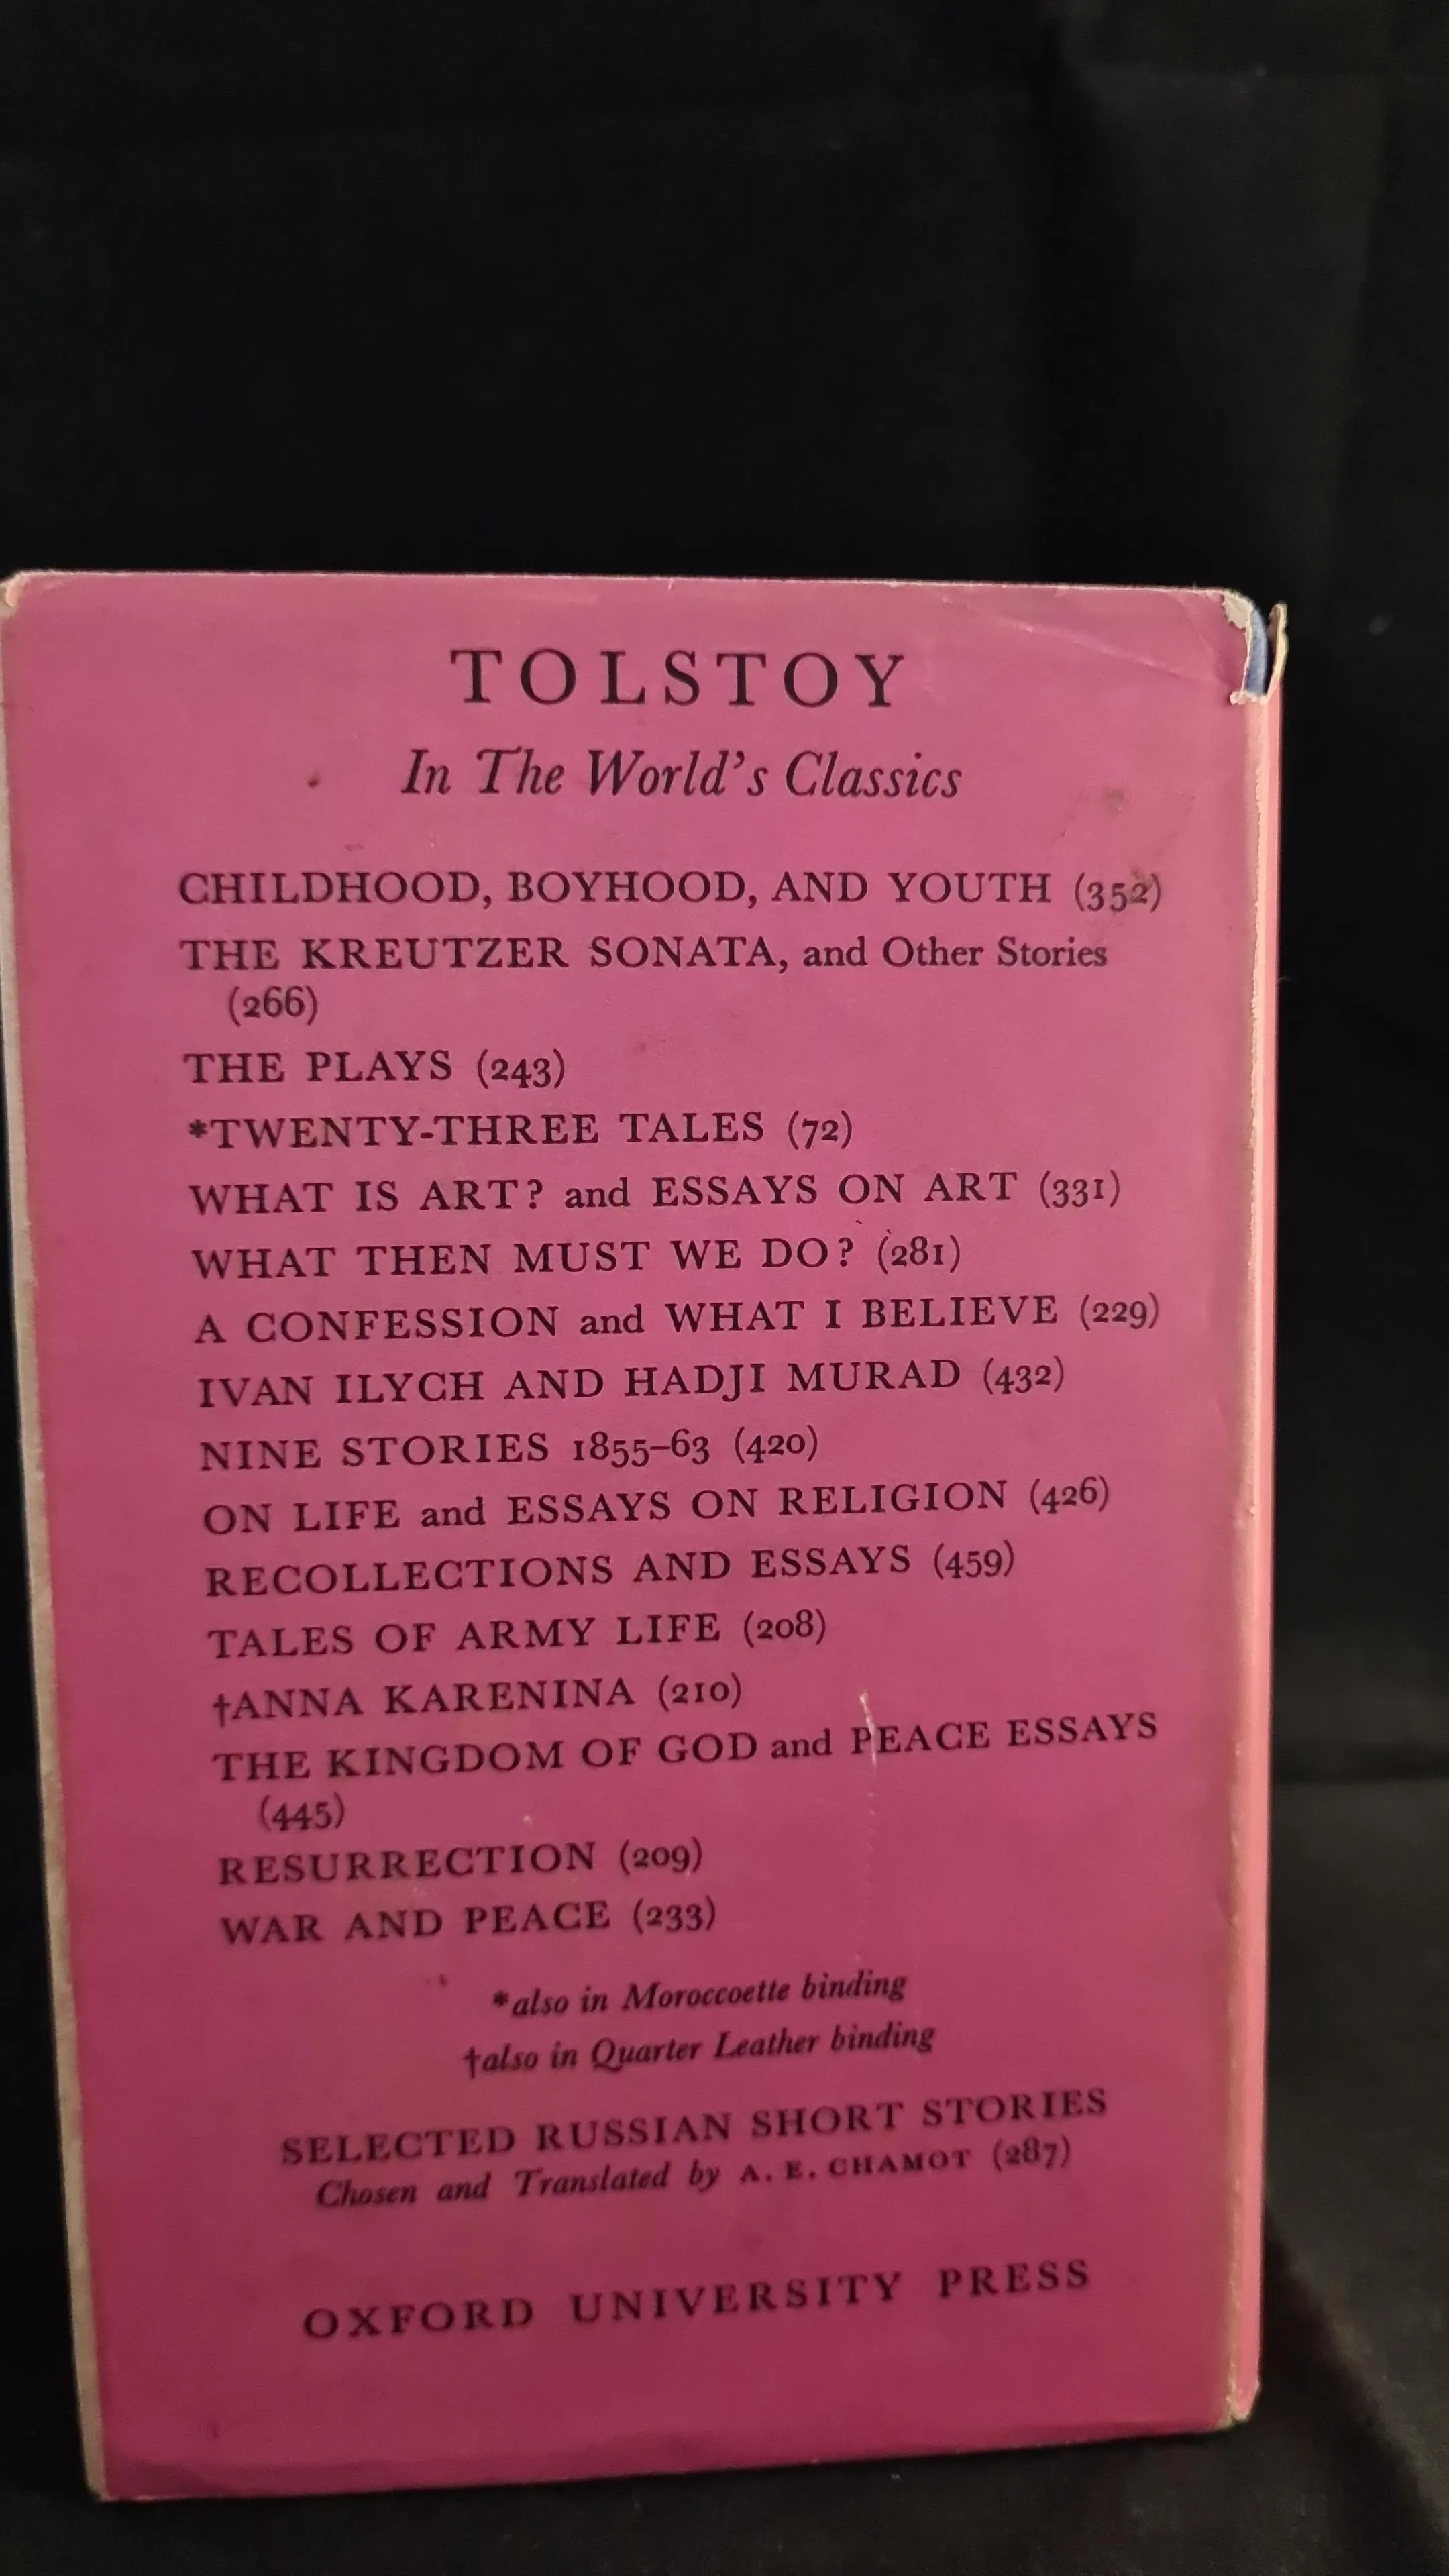 TOLSTOY
In The World's Classics
CHILDHOOD, BOYHOOD, AND YOUTH (352)
THE KREUTZER SONATA, and Other Stories
(266)
THE PLAYS (243)
*TWENTY-THREE TALES (72)
WHAT IS ART? and ESSAYS ON ART (331)
WHAT THEN MUST WE DO? (281)
A CONFESSION and WHAT I BELIEVE (229)
IVAN ILYCH AND HADJI MURAD (432)
NINE STORIES 1855–63 (420)
ON LIFE and ESSAYS ON RELIGION (426)
RECOLLECTIONS AND ESSAYS (459)
TALES OF ARMY LIFE (208)
†ANNA KARENINA (210)
THE KINGDOM OF GOD and PEACE ESSAYS
(445)
RESURRECTION (209)
WAR AND PEACE (233)
*also in Moroccoette binding
†also in Quarter Leather binding
SELECTED RUSSIAN SHORT STORIES
Chosen and Translated by A. E. CHAMOT (287)
OXFORD UNIVERSITY PRESS